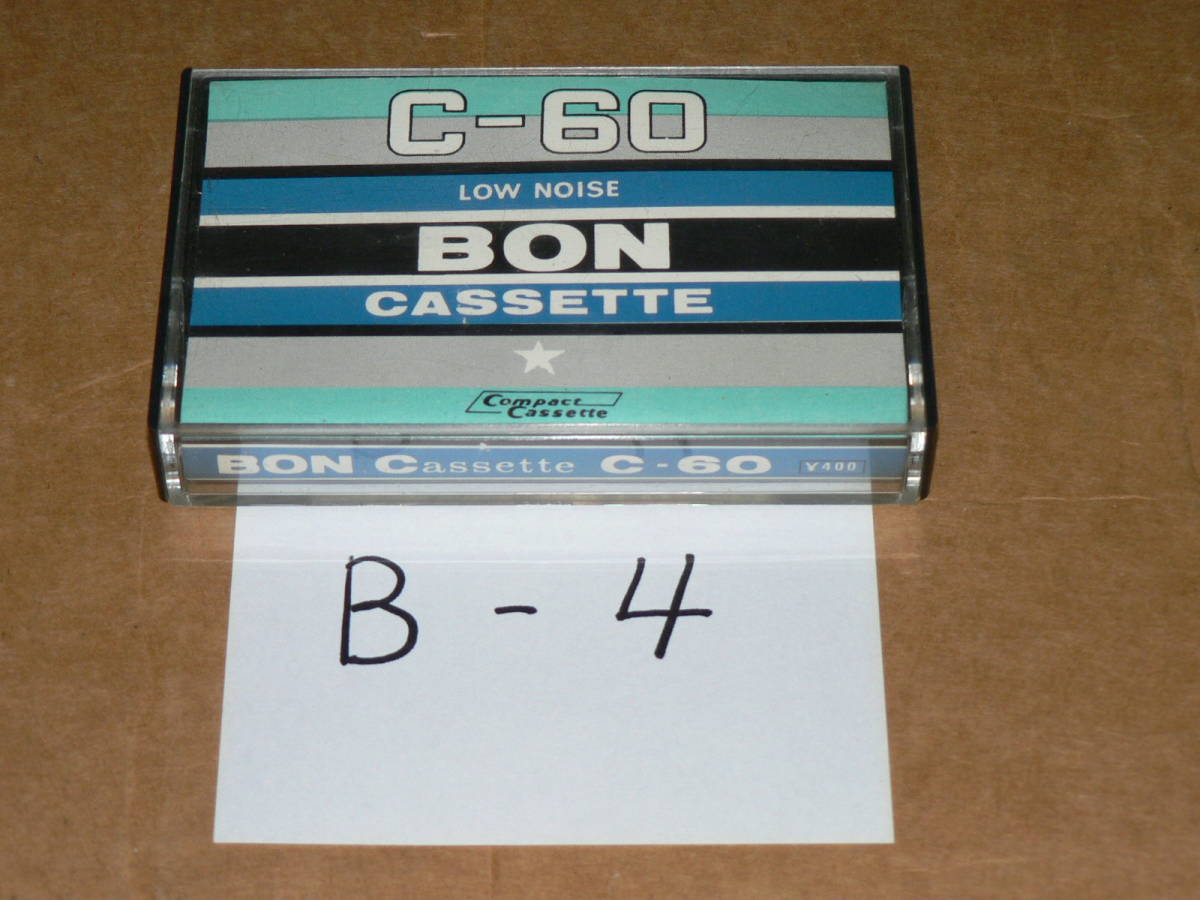 C-60
LOW NOISE
BON
CASSETTE
Compact
Cassette
BON Cassette C-60 ¥400
B - 4